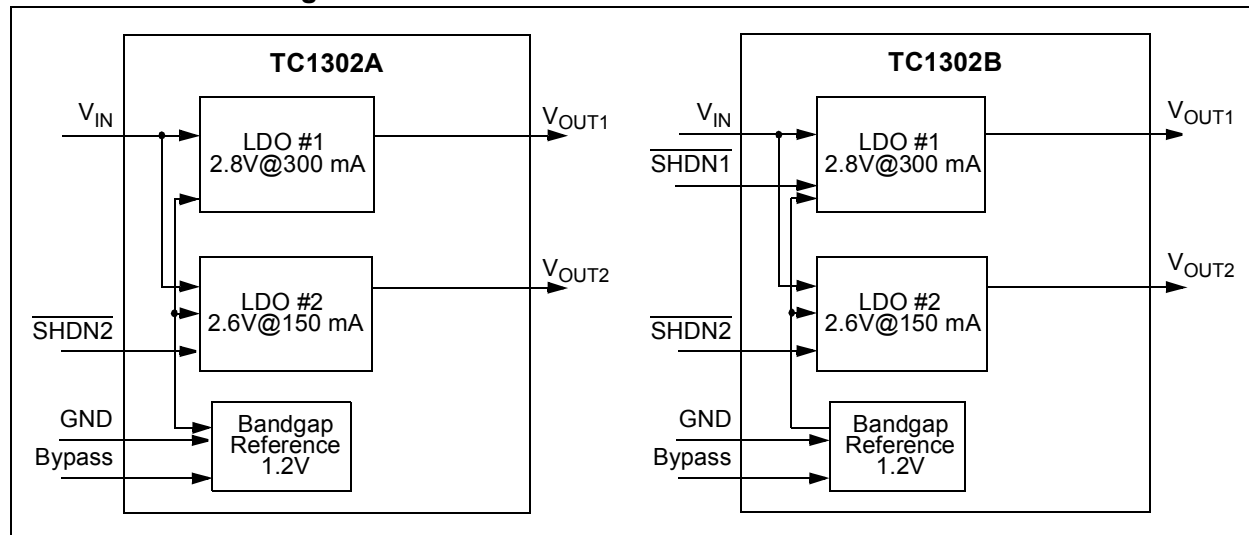 TC1302A
V_IN
LDO #1
2.8V@300 mA
V_OUT1
LDO #2
2.6V@150 mA
V_OUT2
SHDN2
GND
Bypass
Bandgap
Reference
1.2V
TC1302B
V_IN
SHDN1
LDO #1
2.8V@300 mA
V_OUT1
LDO #2
2.6V@150 mA
V_OUT2
SHDN2
GND
Bypass
Bandgap
Reference
1.2V